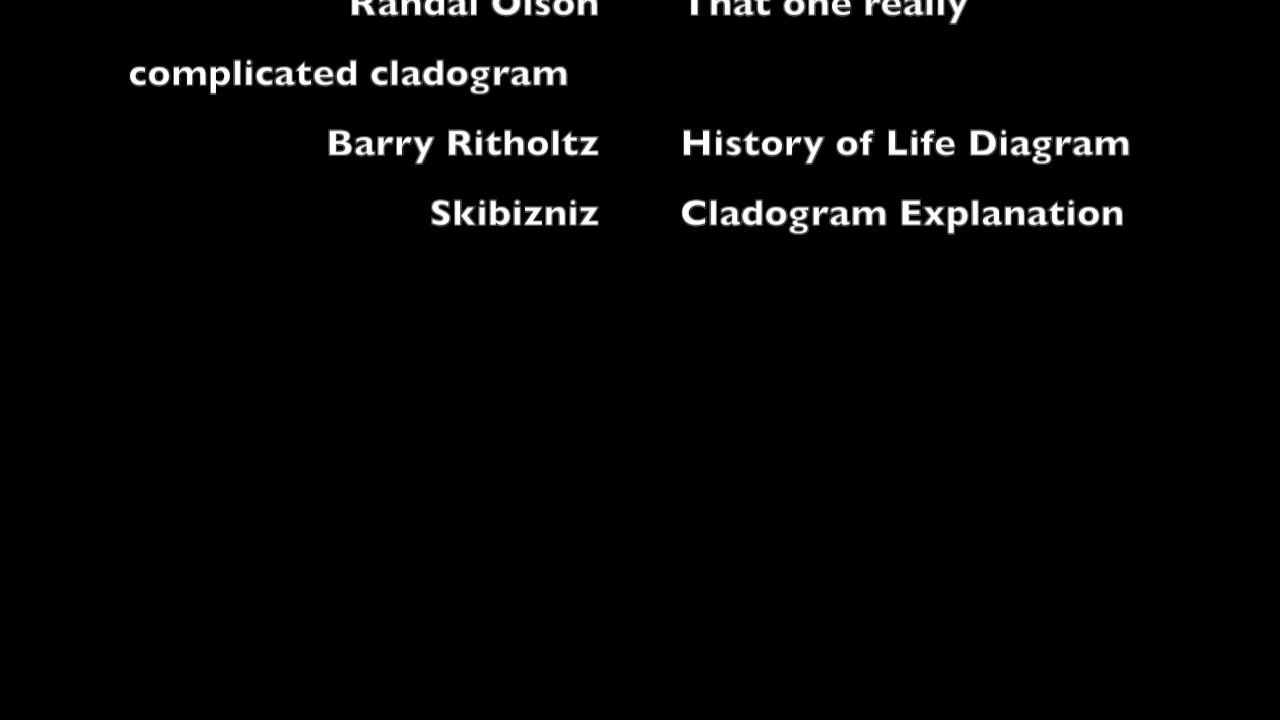 Randal Olson That one really
complicated cladogram
Barry Ritholtz History of Life Diagram
Skibizniz Cladogram Explanation